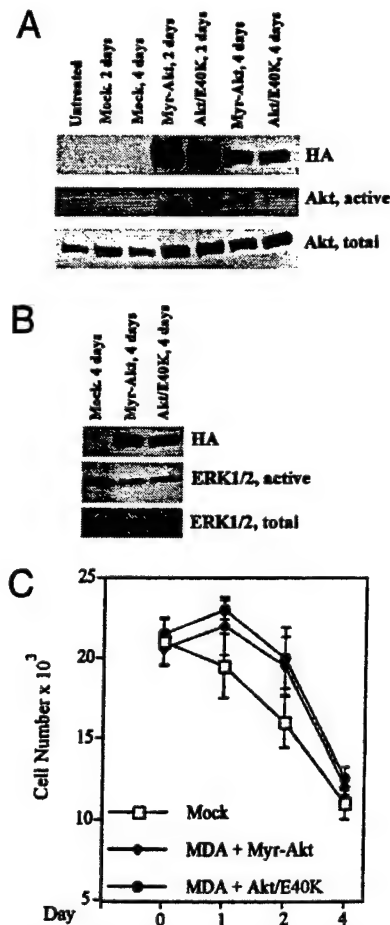 A
Untreated
Mock, 2 days
Mock, 4 days
Myr-Akt, 2 days
Akt/E40K, 2 days
Myr-Akt, 4 days
Akt/E40K, 4 days
HA
Akt, active
Akt, total
B
Mock, 4 days
Myr-Akt, 4 days
Akt/E40K, 4 days
HA
ERK1/2, active
ERK1/2, total
C
25
20
15
10
5
Cell Number x 10³
Mock
MDA + Myr-Akt
MDA + Akt/E40K
Day 0 1 2 4